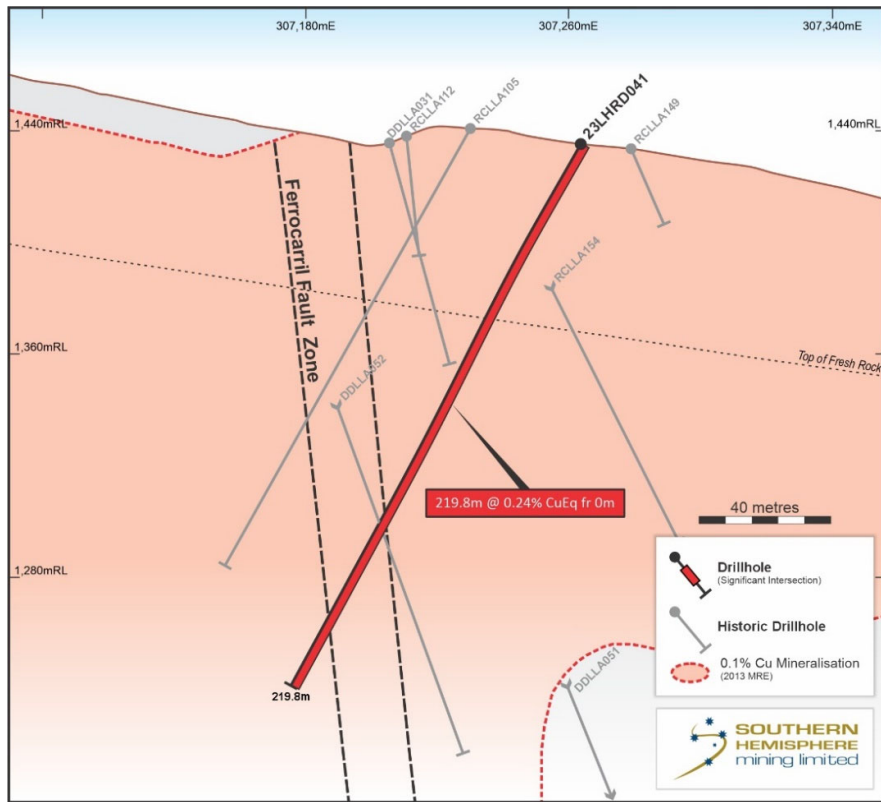 307,180mE
307,260mE
307,340mE
1,440mRL
1,440mRL
DDLLA031
RCLLA112
RCLLA105
23LHRD041
RCLLA149
Ferrocarril Fault Zone
RCLLA154
1,360mRL
Top of Fresh Rock
DDLLA052
219.8m @ 0.24% CuEq fr 0m
40 metres
1,280mRL
Drillhole
(Significant Intersection)
Historic Drillhole
0.1% Cu Mineralisation
(2013 MRE)
DDLLA051
219.8m
SOUTHERN
HEMISPHERE
mining limited